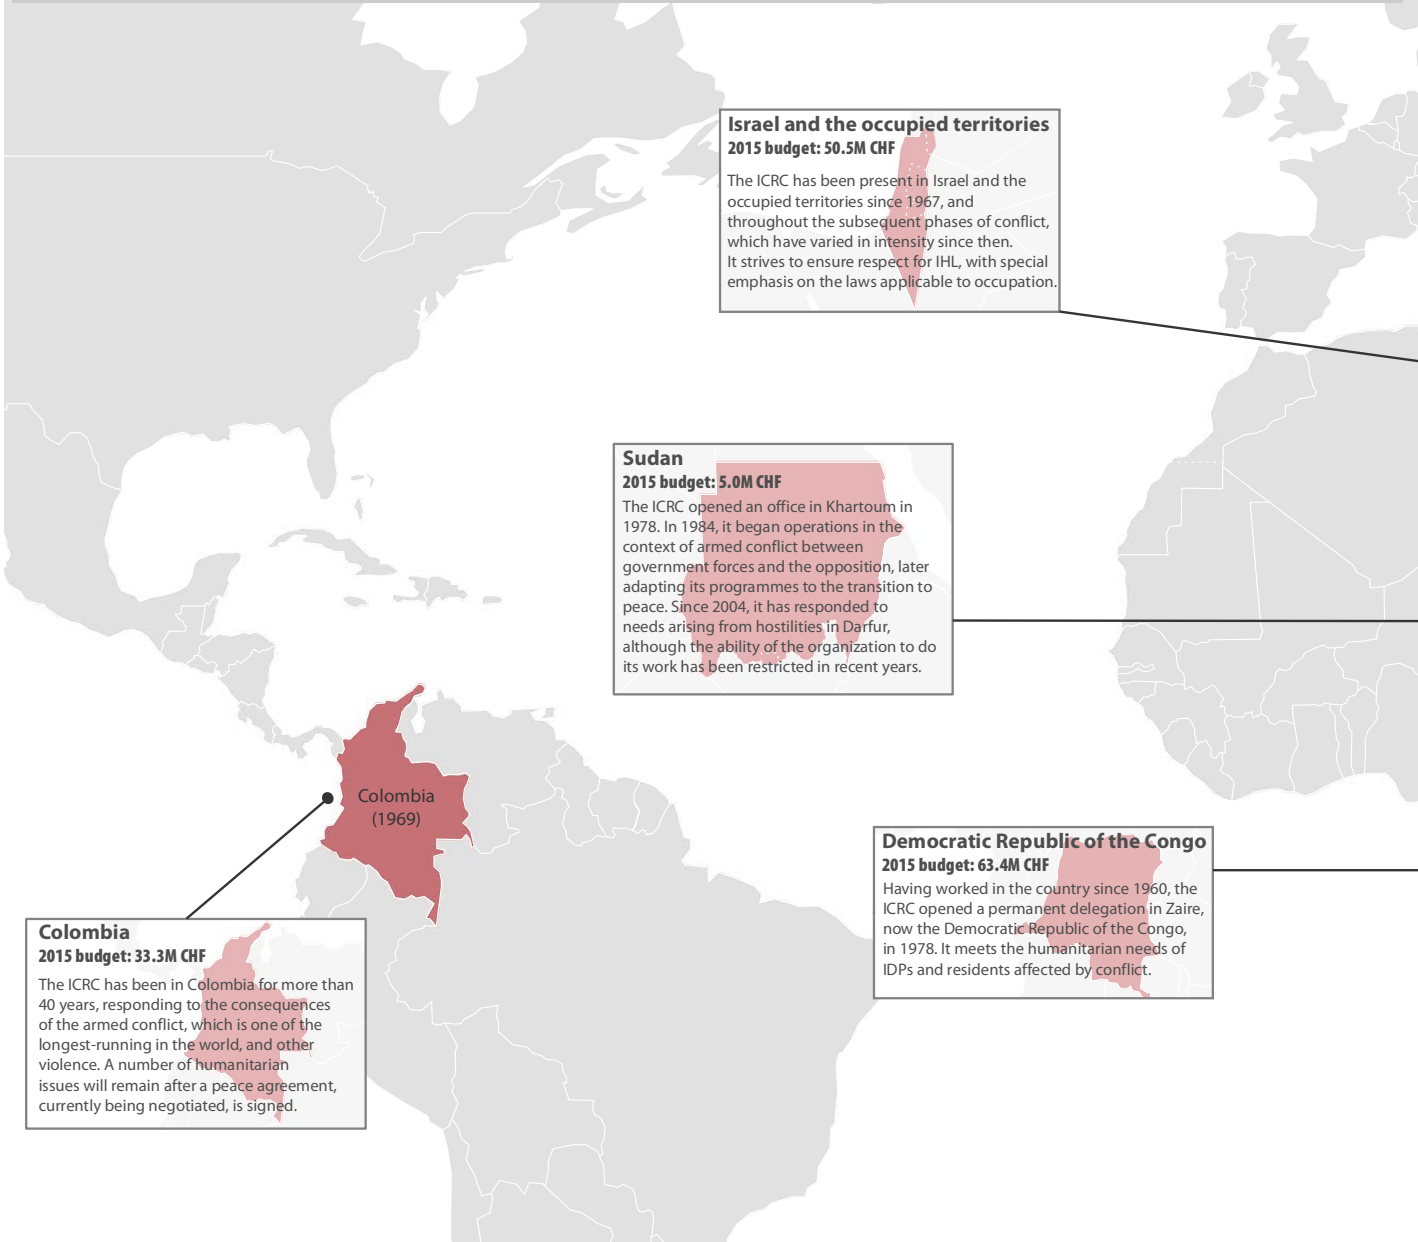 Israel and the occupied territories
2015 budget: 50.5M CHF
The ICRC has been present in Israel and the
occupied territories since 1967, and
throughout the subsequent phases of conflict,
which have varied in intensity since then.
It strives to ensure respect for IHL, with special
emphasis on the laws applicable to occupation.
Sudan
2015 budget: 5.0M CHF
The ICRC opened an office in Khartoum in
1978. In 1984, it began operations in the
context of armed conflict between
government forces and the opposition, later
adapting its programmes to the transition to
peace. Since 2004, it has responded to
needs arising from hostilities in Darfur,
although the ability of the organization to do
its work has been restricted in recent years.
Colombia
(1969)
Democratic Republic of the Congo
2015 budget: 63.4M CHF
Having worked in the country since 1960, the
ICRC opened a permanent delegation in Zaire,
now the Democratic Republic of the Congo,
in 1978. It meets the humanitarian needs of
IDPs and residents affected by conflict.
Colombia
2015 budget: 33.3M CHF
The ICRC has been in Colombia for more than
40 years, responding to the consequences
of the armed conflict, which is one of the
longest-running in the world, and other
violence. A number of humanitarian
issues will remain after a peace agreement,
currently being negotiated, is signed.